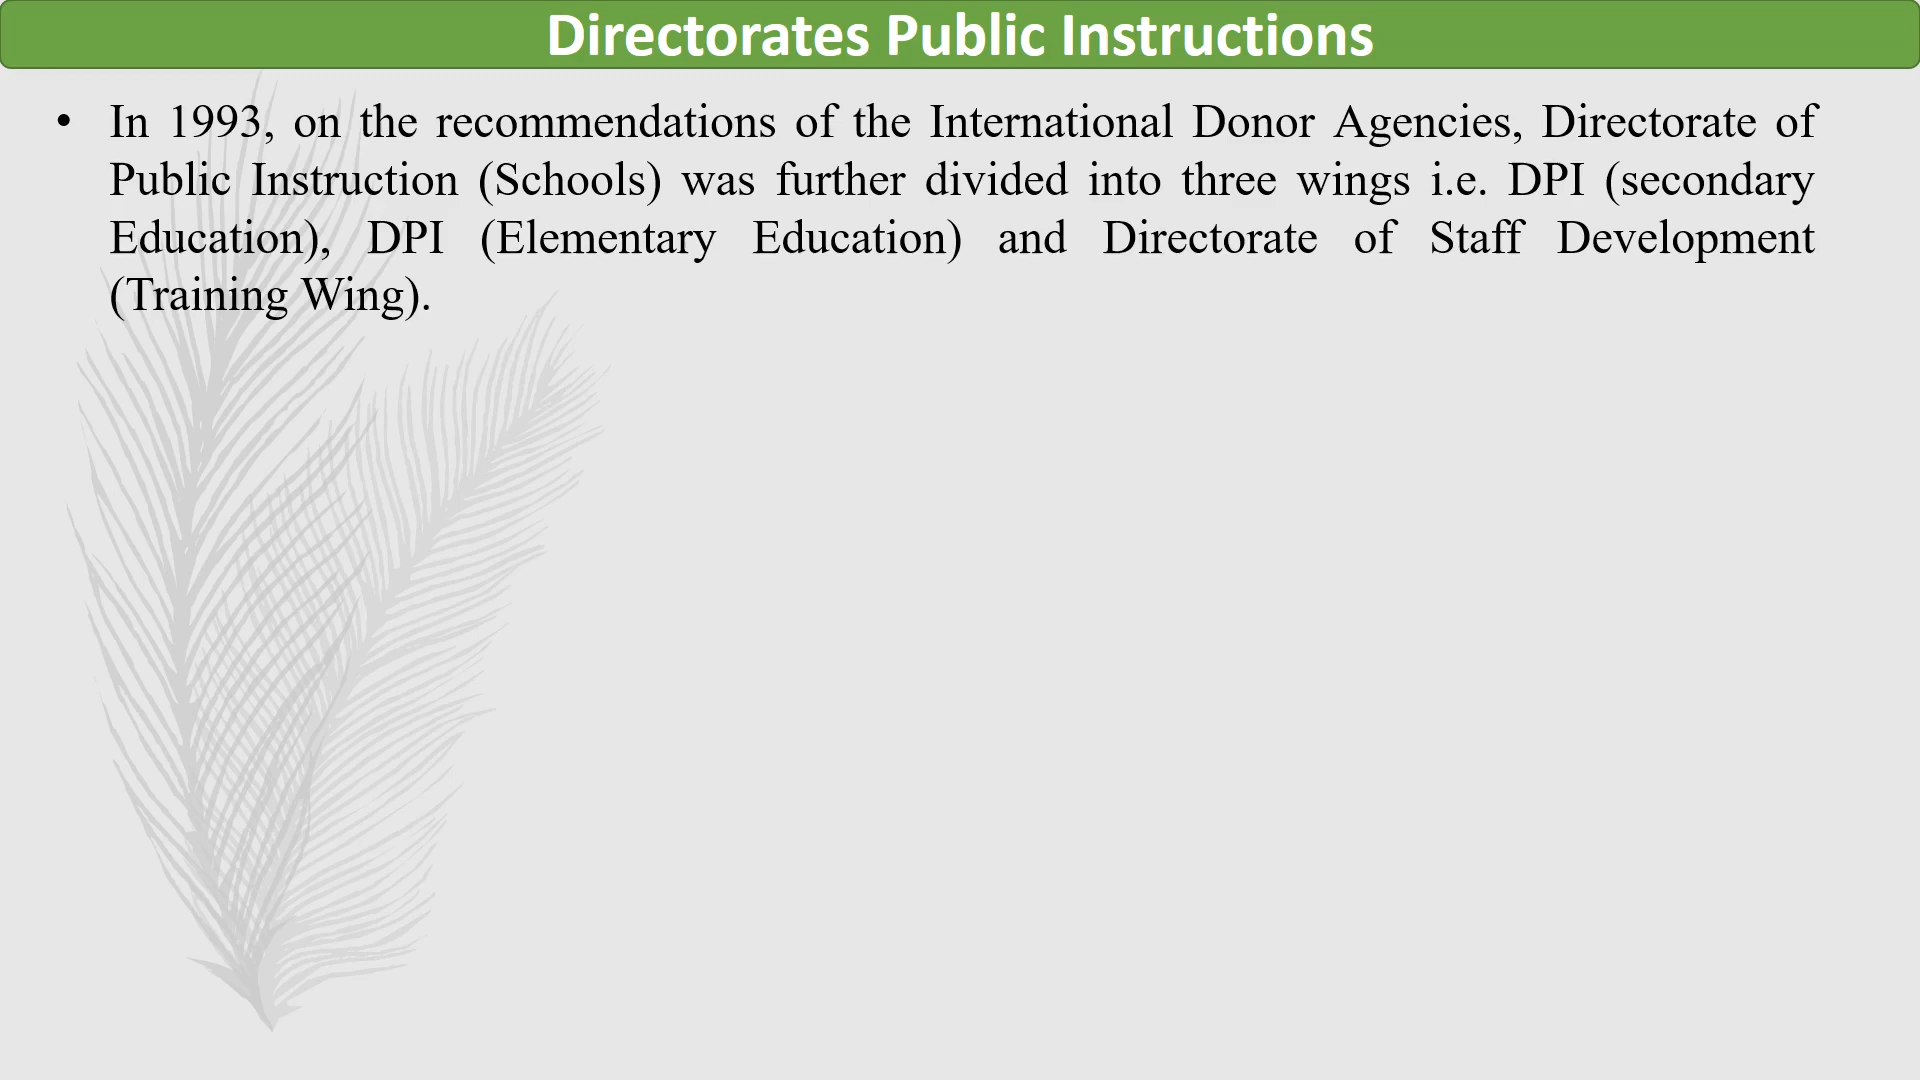 Directorates Public Instructions
• In 1993, on the recommendations of the International Donor Agencies, Directorate of
Public Instruction (Schools) was further divided into three wings i.e. DPI (secondary
Education), DPI (Elementary Education) and Directorate of Staff Development
(Training Wing).